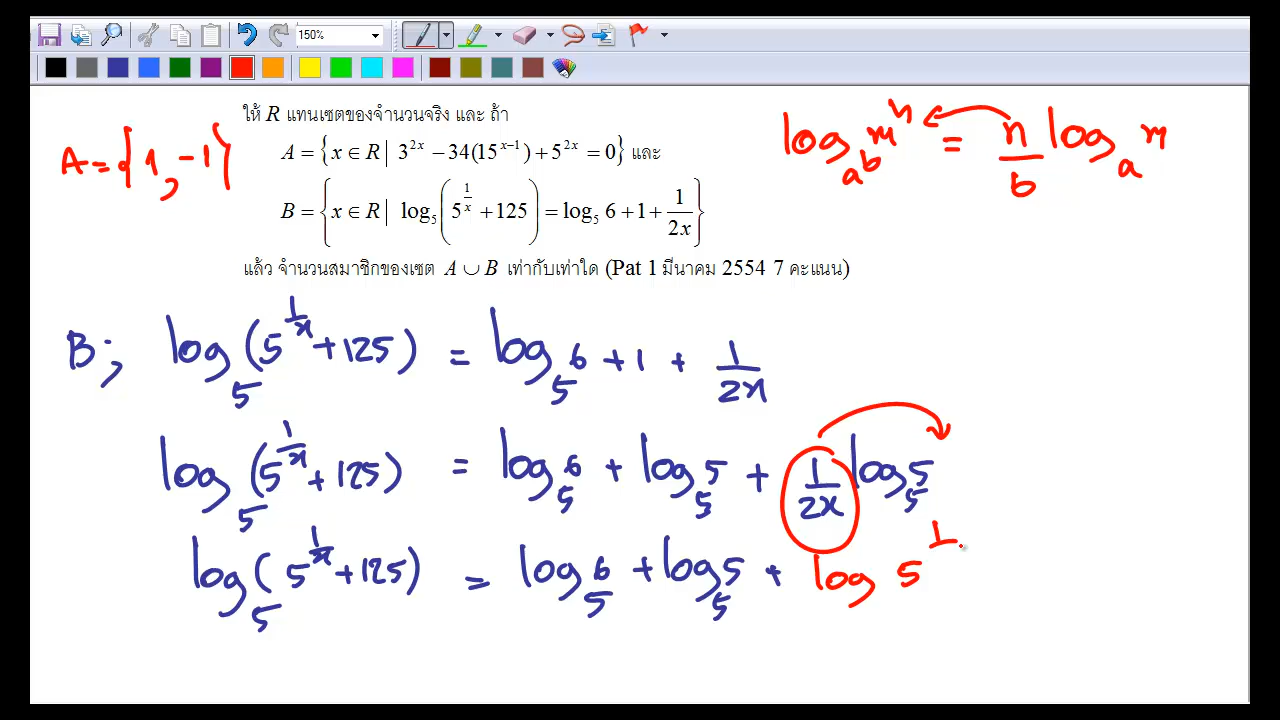 150%
ให้ R แทนเซตของจำนวนจริง และ ถ้า
A = { x ∈ R | 3^{2x} − 34(15^{x−1}) + 5^{2x} = 0 } และ
B = { x ∈ R | log_5 ( 5^{1/x} + 125 ) = log_5 6 + 1 + 1/(2x) }
แล้ว จำนวนสมาชิกของเซต A ∪ B เท่ากับเท่าใด (Pat 1 มีนาคม 2554 7 คะแนน)
A = {1, -1}
log_{a^b} m^n = n/b log_a m
B; log_5 (5^{1/x} + 125) = log_5 6 + 1 + 1/(2x)
log_5 (5^{1/x} + 125) = log_5 6 + log_5 5 + 1/(2x) log_5 5
log_5 (5^{1/x} + 125) = log_5 6 + log_5 5 + log 5^{1/